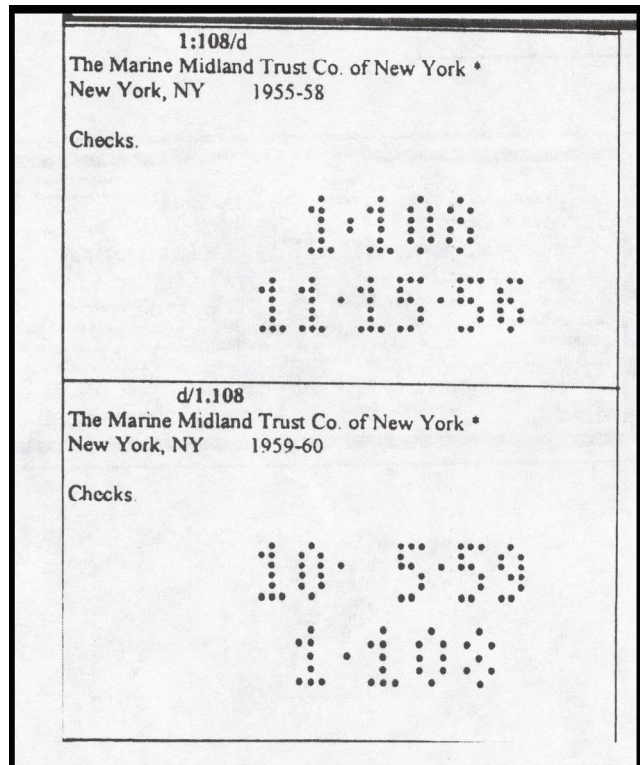 1:108/d
The Marine Midland Trust Co. of New York *
New York, NY 1955-58
Checks.
1·108
11·15·56
d/1.108
The Marine Midland Trust Co. of New York *
New York, NY 1959-60
Checks.
10· 5·59
1·108